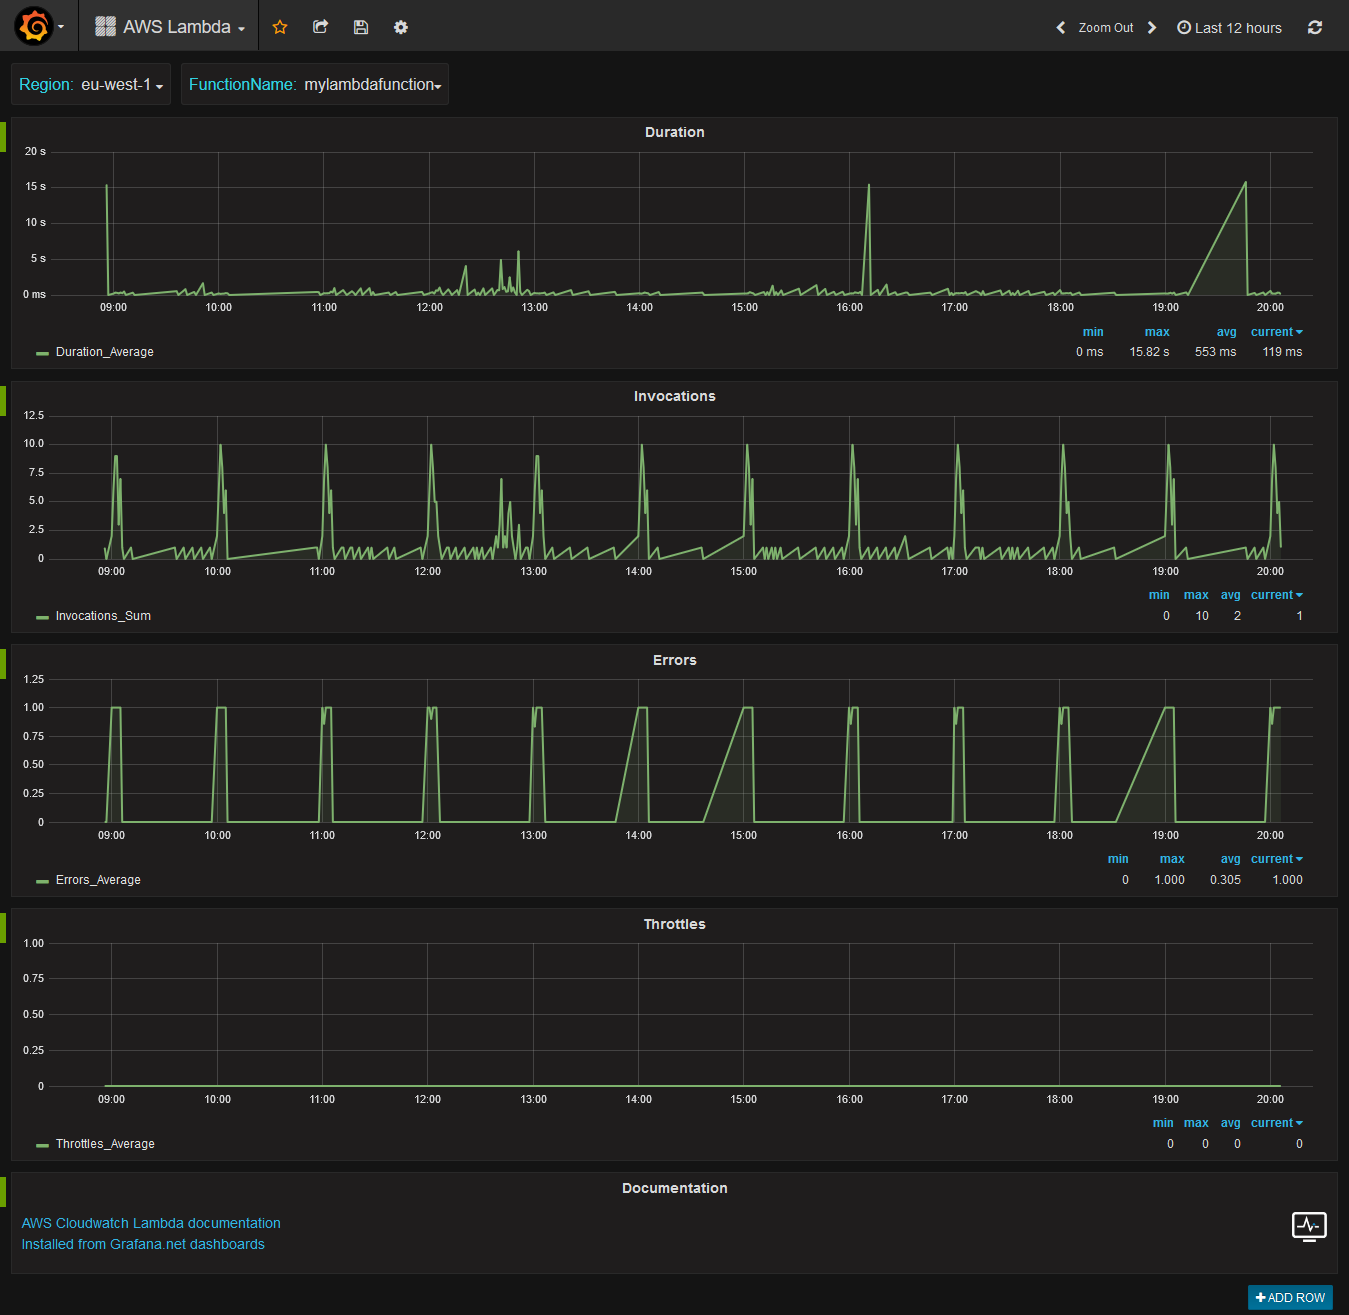 AWS Lambda
Zoom Out
Last 12 hours
Region: eu-west-1
FunctionName: mylambdafunction
Duration
20 s
15 s
10 s
5 s
0 ms
09:00 10:00 11:00 12:00 13:00 14:00 15:00 16:00 17:00 18:00 19:00 20:00
min max avg current
Duration_Average 0 ms 15.82 s 553 ms 119 ms
Invocations
12.5
10.0
7.5
5.0
2.5
0
09:00 10:00 11:00 12:00 13:00 14:00 15:00 16:00 17:00 18:00 19:00 20:00
min max avg current
Invocations_Sum 0 10 2 1
Errors
1.25
1.00
0.75
0.50
0.25
0
09:00 10:00 11:00 12:00 13:00 14:00 15:00 16:00 17:00 18:00 19:00 20:00
min max avg current
Errors_Average 0 1.000 0.305 1.000
Throttles
1.00
0.75
0.50
0.25
0
09:00 10:00 11:00 12:00 13:00 14:00 15:00 16:00 17:00 18:00 19:00 20:00
min max avg current
Throttles_Average 0 0 0 0
Documentation
AWS Cloudwatch Lambda documentation
Installed from Grafana.net dashboards
ADD ROW